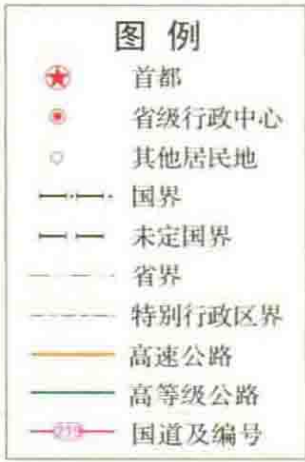 图例
首都
省级行政中心
其他居民地
国界
未定国界
省界
特别行政区界
高速公路
高等级公路
219 国道及编号